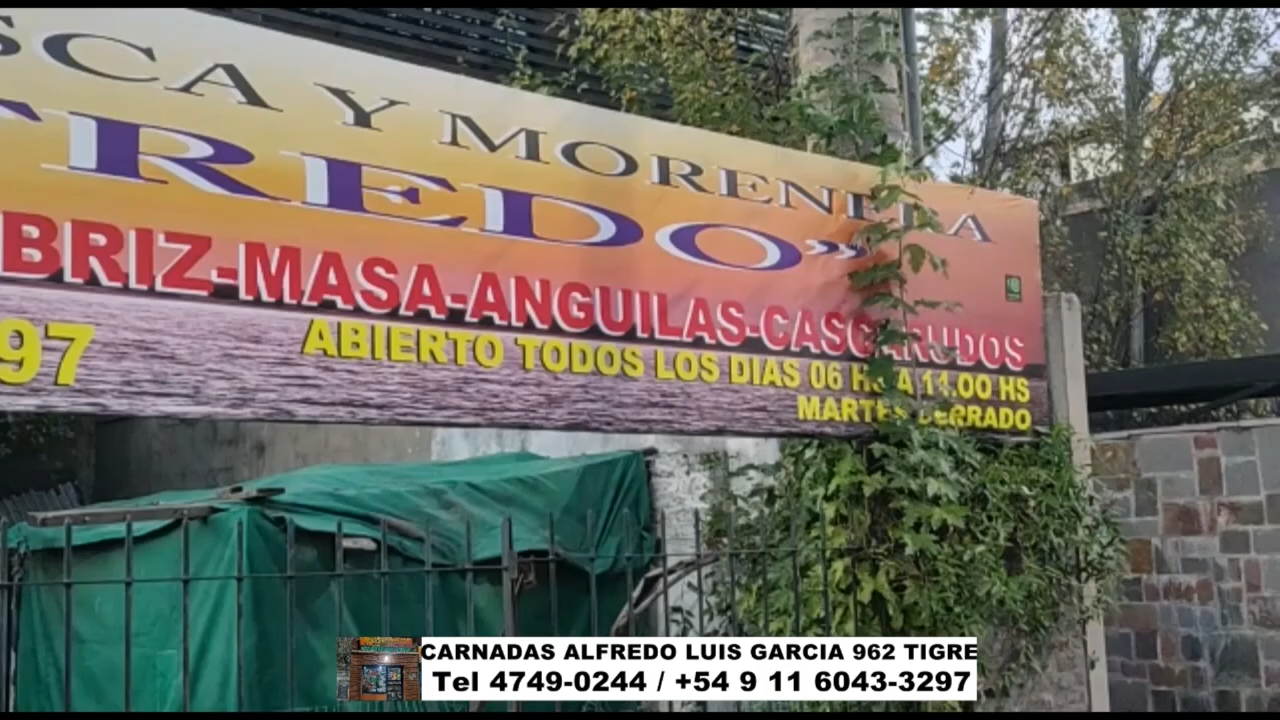 SCA Y MORENITA
FREDO”
BRIZ-MASA-ANGUILAS-CASCARUDOS
97
ABIERTO TODOS LOS DIAS 06 HS A 14.00 HS
MARTES CERRADO
CARNADAS ALFREDO LUIS GARCIA 962 TIGRE
Tel 4749-0244 / +54 9 11 6043-3297